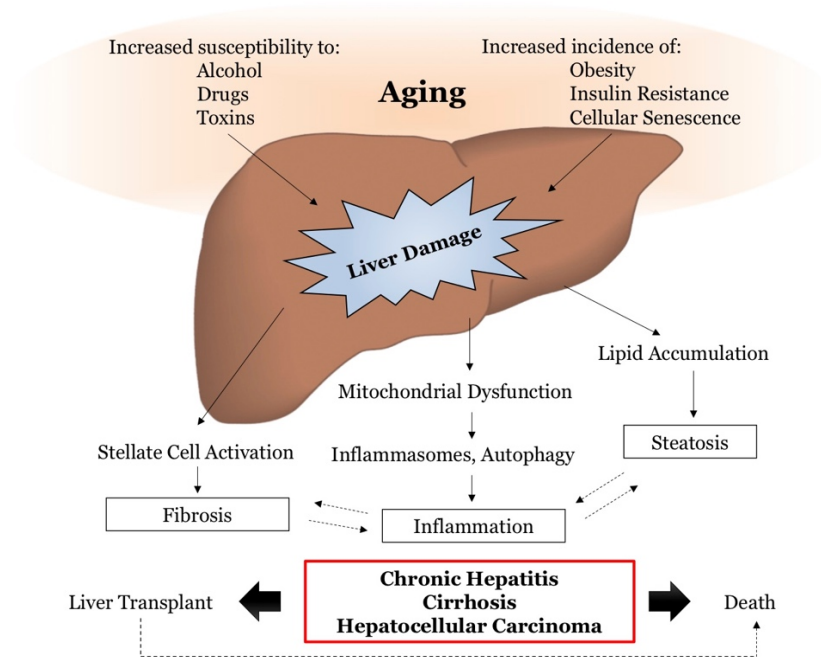 Increased susceptibility to:
Alcohol
Drugs
Toxins
Aging
Increased incidence of:
Obesity
Insulin Resistance
Cellular Senescence
Liver Damage
Lipid Accumulation
Mitochondrial Dysfunction
Steatosis
Stellate Cell Activation
Inflammasomes, Autophagy
Fibrosis
Inflammation
Chronic Hepatitis
Cirrhosis
Hepatocellular Carcinoma
Liver Transplant
Death